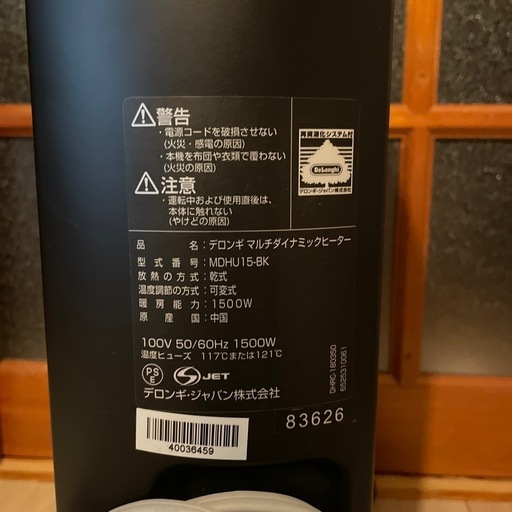 警告
・電源コードを破損させない
(火災・感電の原因)
・本機を布団や衣類で覆わない
(火災の原因)
注意
・運転中および使用直後は、
本体に触れない
(やけどの原因)
再資源化システム付
DeLonghi
デロンギ・ジャパン株式会社
品名：デロンギ マルチダイナミックヒーター
型式番号：MDHU15-BK
放熱の方式：乾式
温度調節の方式：可変式
暖房能力：1500W
原産国：中国
100V 50/60Hz 1500W
温度ヒューズ 117℃または121℃
PSE
S JET
デロンギ・ジャパン株式会社
DHRC-180350
6525310061
83626
40036459